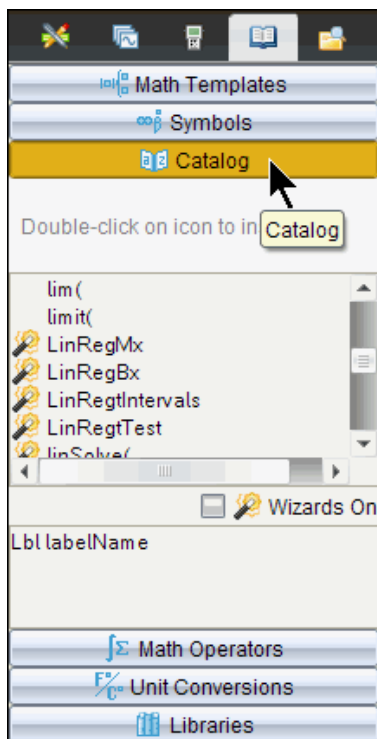 Math Templates
Symbols
Catalog
Double-click on icon to in
Catalog
lim(
limit(
LinRegMx
LinRegBx
LinRegtIntervals
LinRegtTest
linSolve(
Wizards On
Lbl labelName
Math Operators
Unit Conversions
Libraries